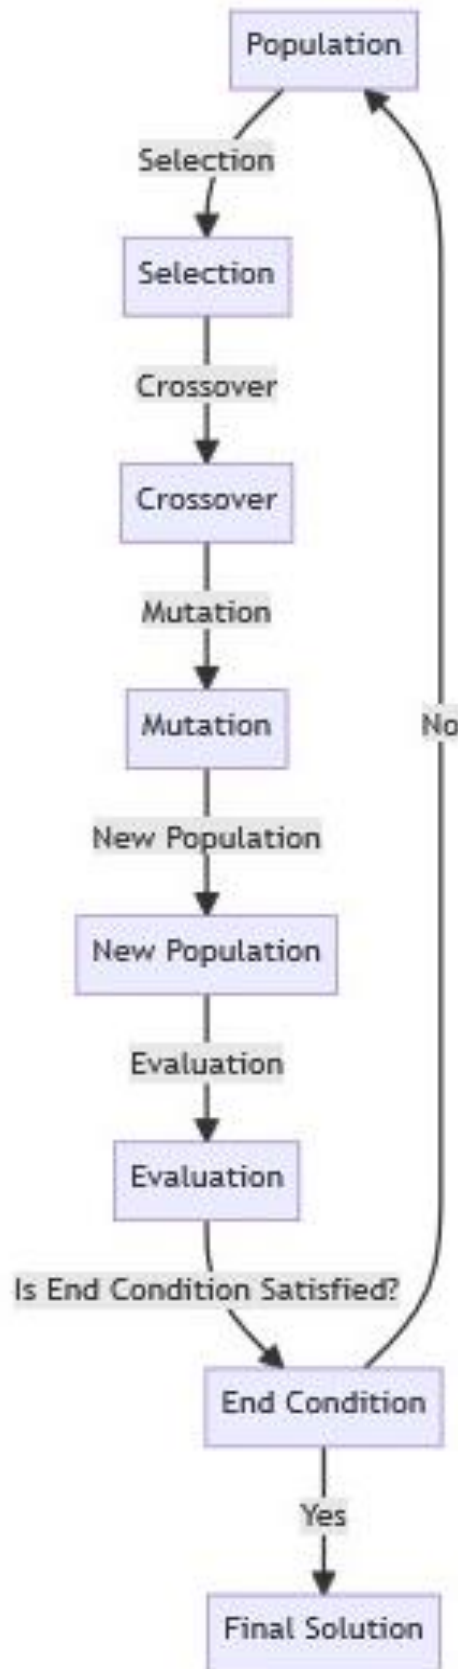 Population
Selection
Selection
Crossover
Crossover
Mutation
Mutation
No
New Population
New Population
Evaluation
Evaluation
Is End Condition Satisfied?
End Condition
Yes
Final Solution